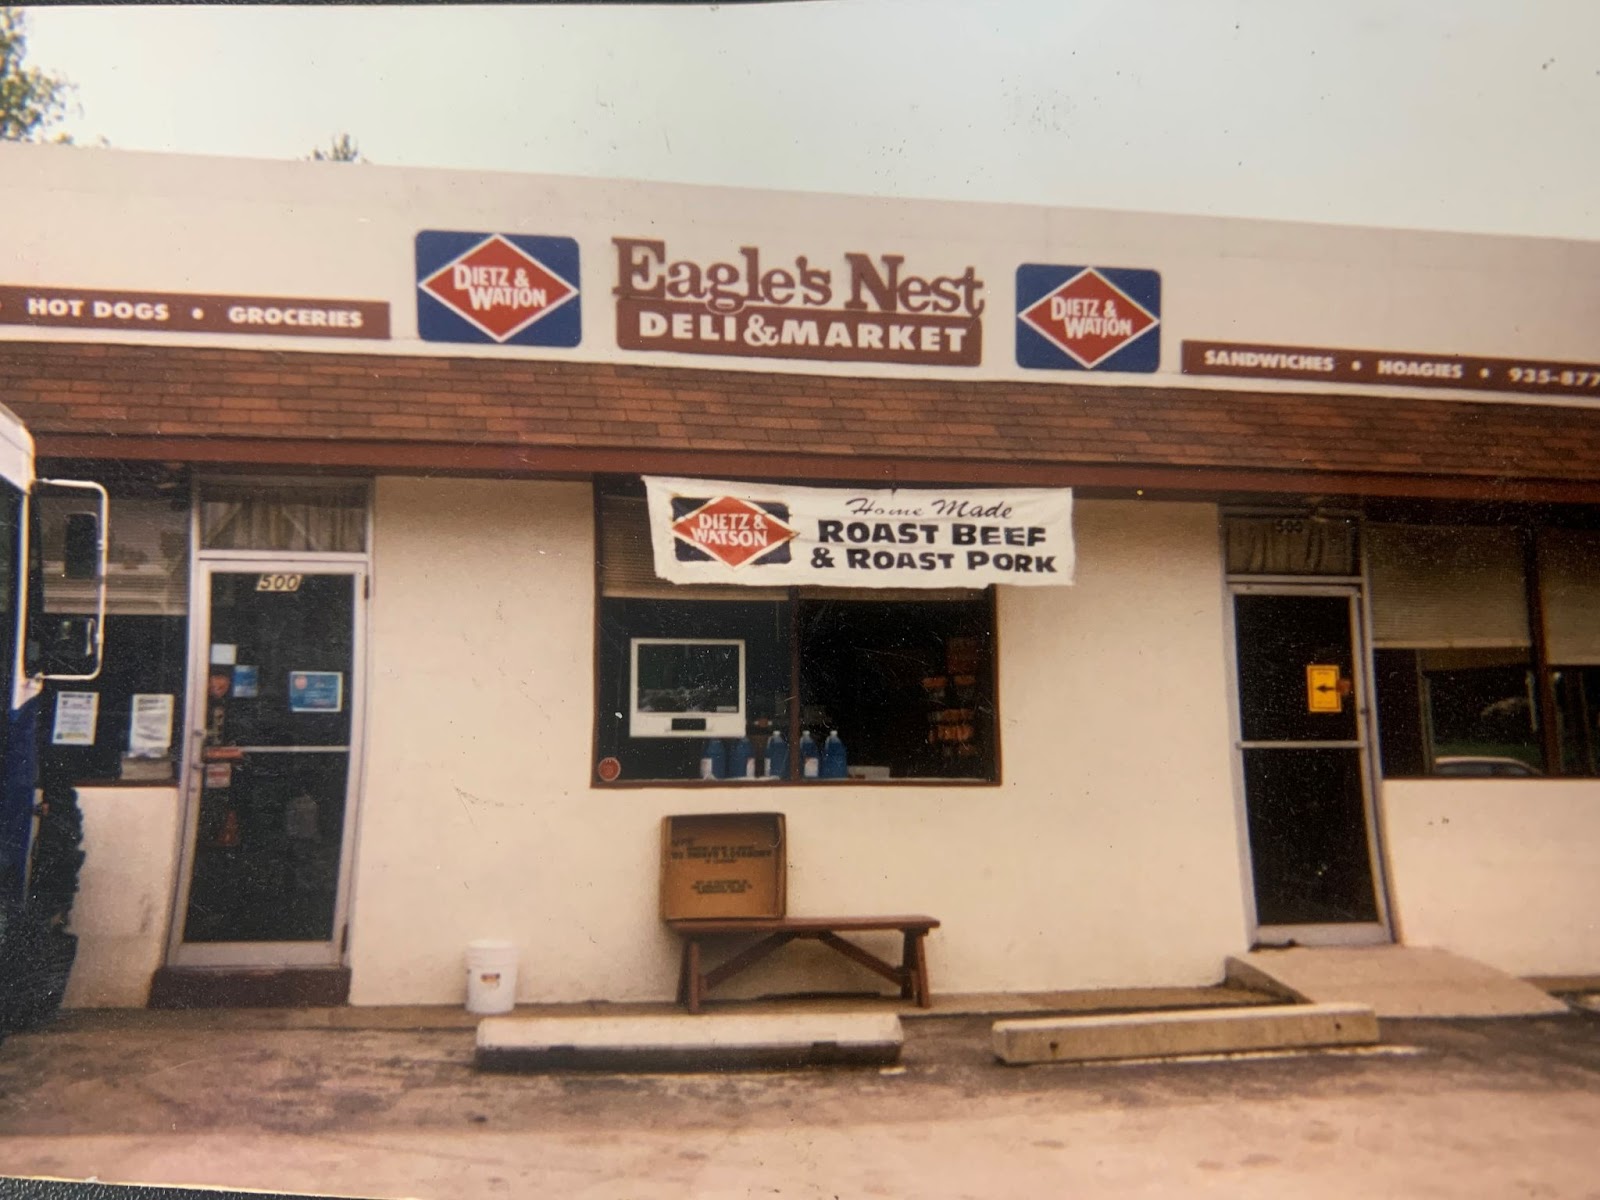 HOT DOGS • GROCERIES
DIETZ &
WATSON
Eagle's Nest
DELI & MARKET
DIETZ &
WATSON
SANDWICHES • HOAGIES • 935-877
DIETZ &
WATSON
Home Made
ROAST BEEF
& ROAST PORK
500
500